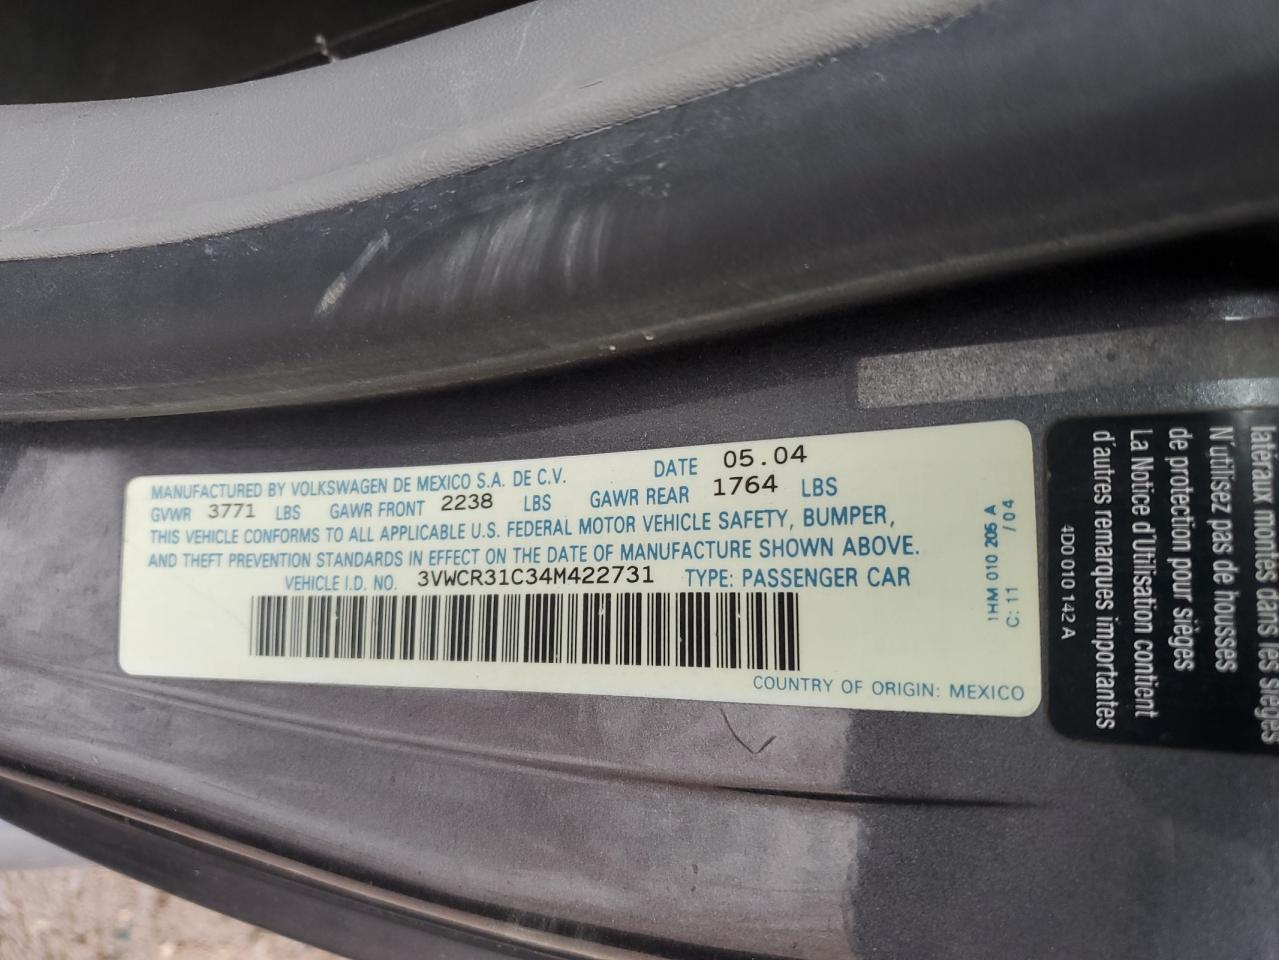 MANUFACTURED BY VOLKSWAGEN DE MEXICO S.A. DE C.V. DATE 05.04
GVWR 3771 LBS GAWR FRONT 2238 LBS GAWR REAR 1764 LBS
THIS VEHICLE CONFORMS TO ALL APPLICABLE U.S. FEDERAL MOTOR VEHICLE SAFETY, BUMPER,
AND THEFT PREVENTION STANDARDS IN EFFECT ON THE DATE OF MANUFACTURE SHOWN ABOVE.
VEHICLE I.D. NO. 3VWCR31C34M422731 TYPE: PASSENGER CAR
COUNTRY OF ORIGIN: MEXICO
1HM 010 205 A
C: 11 /04
latéraux montés dans les sièges
N'utilisez pas de housses
de protection pour sièges
La Notice d'Utilisation contient
d'autres remarques importantes
4D0 010 142 A